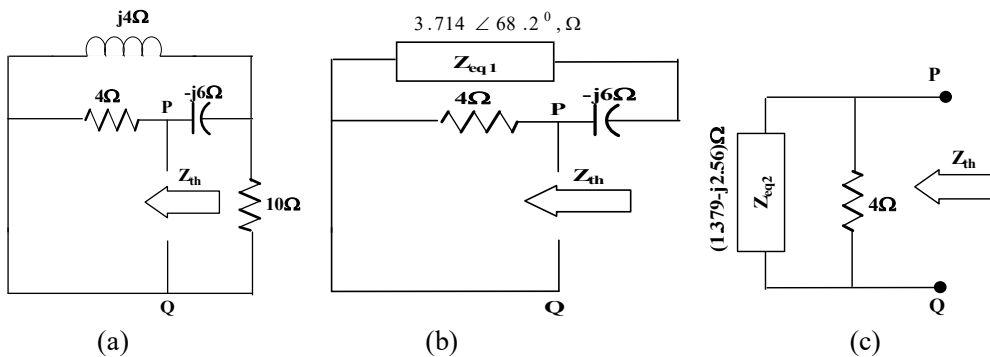 j4Ω
4Ω
P
-j6Ω
Zth
10Ω
Q
(a)
3.714 ∠ 68.2⁰, Ω
Zeq1
4Ω
-j6Ω
P
Zth
Q
(b)
P
(1.379-j2.56)Ω
Zeq2
4Ω
Zth
Q
(c)